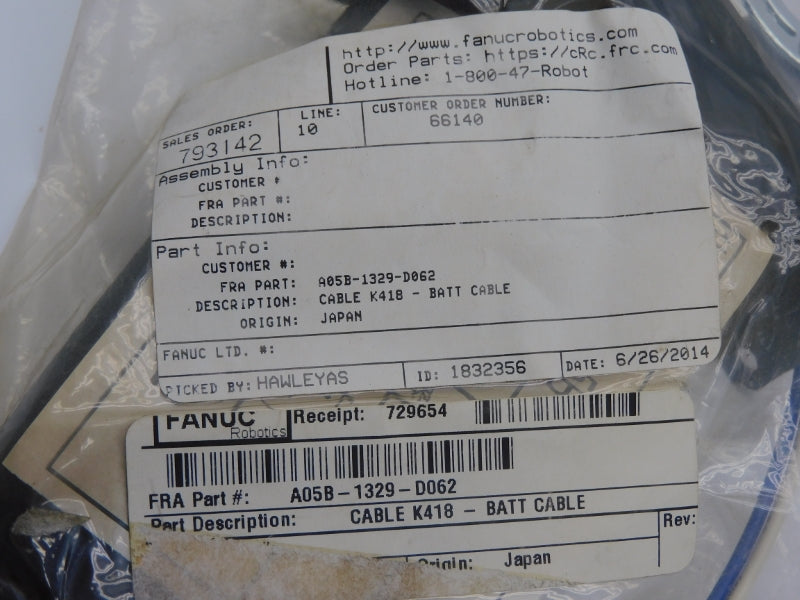 http://www.fanucrobotics.com
Order Parts: https://cRc.frc.com
Hotline: 1-800-47-Robot
SALES ORDER: 793142
LINE: 10
CUSTOMER ORDER NUMBER: 66140
Assembly Info:
CUSTOMER #
FRA PART #:
DESCRIPTION:
Part Info:
CUSTOMER #:
FRA PART: A05B-1329-D062
DESCRIPTION: CABLE K418 - BATT CABLE
ORIGIN: JAPAN
FANUC LTD. #:
PICKED BY: HAWLEYAS ID: 1832356 DATE: 6/26/2014
FANUC Robotics Receipt: 729654
FRA Part #: A05B-1329-D062
Part Description: CABLE K418 - BATT CABLE Rev:
Origin: Japan